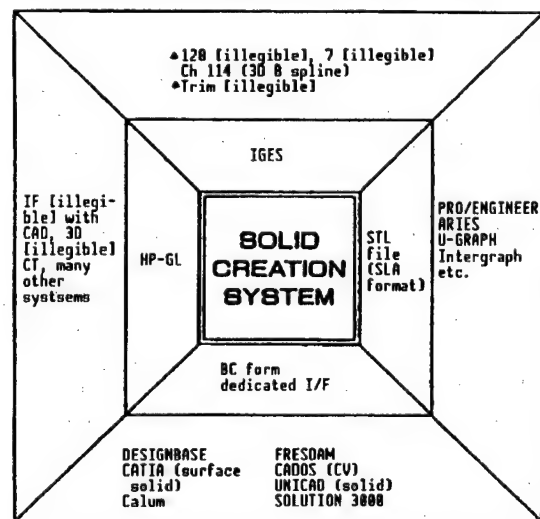 ▲128 [illegible], 7 [illegible]
Ch 114 (3D B spline)
▲Trim [illegible]
IGES
IF [illegi-
ble] with
CAD, 3D
[illegible]
CT, many
other
systsems
HP-GL
SOLID
CREATION
SYSTEM
STL
file
(SLA
format)
PRO/ENGINEER
ARIES
U-GRAPH
Intergraph
etc.
BC form
dedicated I/F
DESIGNBASE
CATIA (surface
solid)
Calum
FRESDAM
CADOS (CV)
UNICAD (solid)
SOLUTION 3000